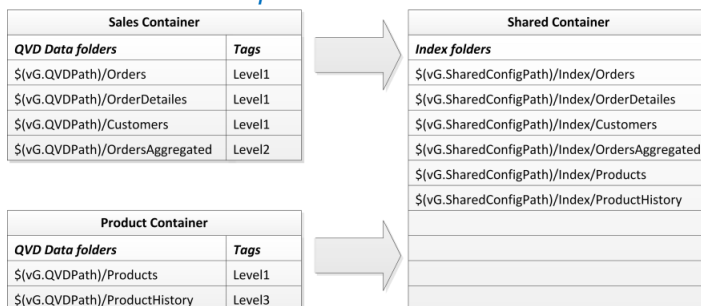 Sales Container
QVD Data folders Tags
$(vG.QVDPath)/Orders Level1
$(vG.QVDPath)/OrderDetailes Level1
$(vG.QVDPath)/Customers Level1
$(vG.QVDPath)/OrdersAggregated Level2
Product Container
QVD Data folders Tags
$(vG.QVDPath)/Products Level1
$(vG.QVDPath)/ProductHistory Level3
Shared Container
Index folders
$(vG.SharedConfigPath)/Index/Orders
$(vG.SharedConfigPath)/Index/OrderDetailes
$(vG.SharedConfigPath)/Index/Customers
$(vG.SharedConfigPath)/Index/OrdersAggregated
$(vG.SharedConfigPath)/Index/Products
$(vG.SharedConfigPath)/Index/ProductHistory